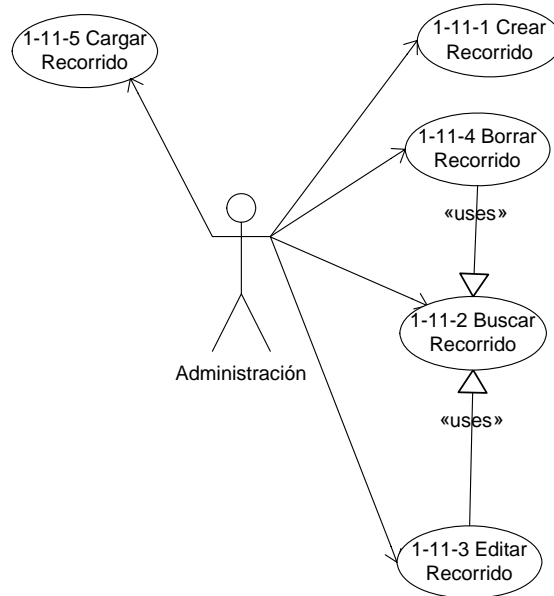 1-11-5 Cargar
Recorrido
1-11-1 Crear
Recorrido
1-11-4 Borrar
Recorrido
«uses»
1-11-2 Buscar
Recorrido
Administración
«uses»
1-11-3 Editar
Recorrido